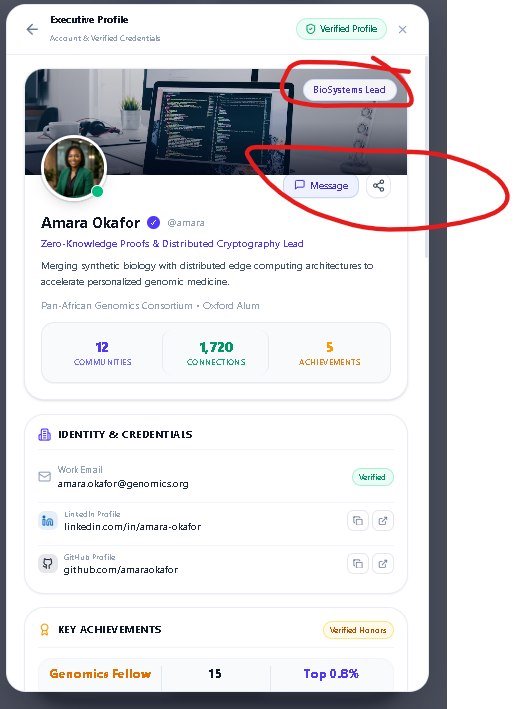 Executive Profile
Account & Verified Credentials
Verified Profile
BioSystems Lead
Message
Amara Okafor @amara
Zero-Knowledge Proofs & Distributed Cryptography Lead
Merging synthetic biology with distributed edge computing architectures to
accelerate personalized genomic medicine.
Pan-African Genomics Consortium • Oxford Alum
12 1,720 5
COMMUNITIES CONNECTIONS ACHIEVEMENTS
IDENTITY & CREDENTIALS
Work Email
amara.okafor@genomics.org
Verified
LinkedIn Profile
linkedin.com/in/amara-okafor
GitHub Profile
github.com/amaraokafor
KEY ACHIEVEMENTS
Verified Honors
Genomics Fellow 15 Top 0.8%